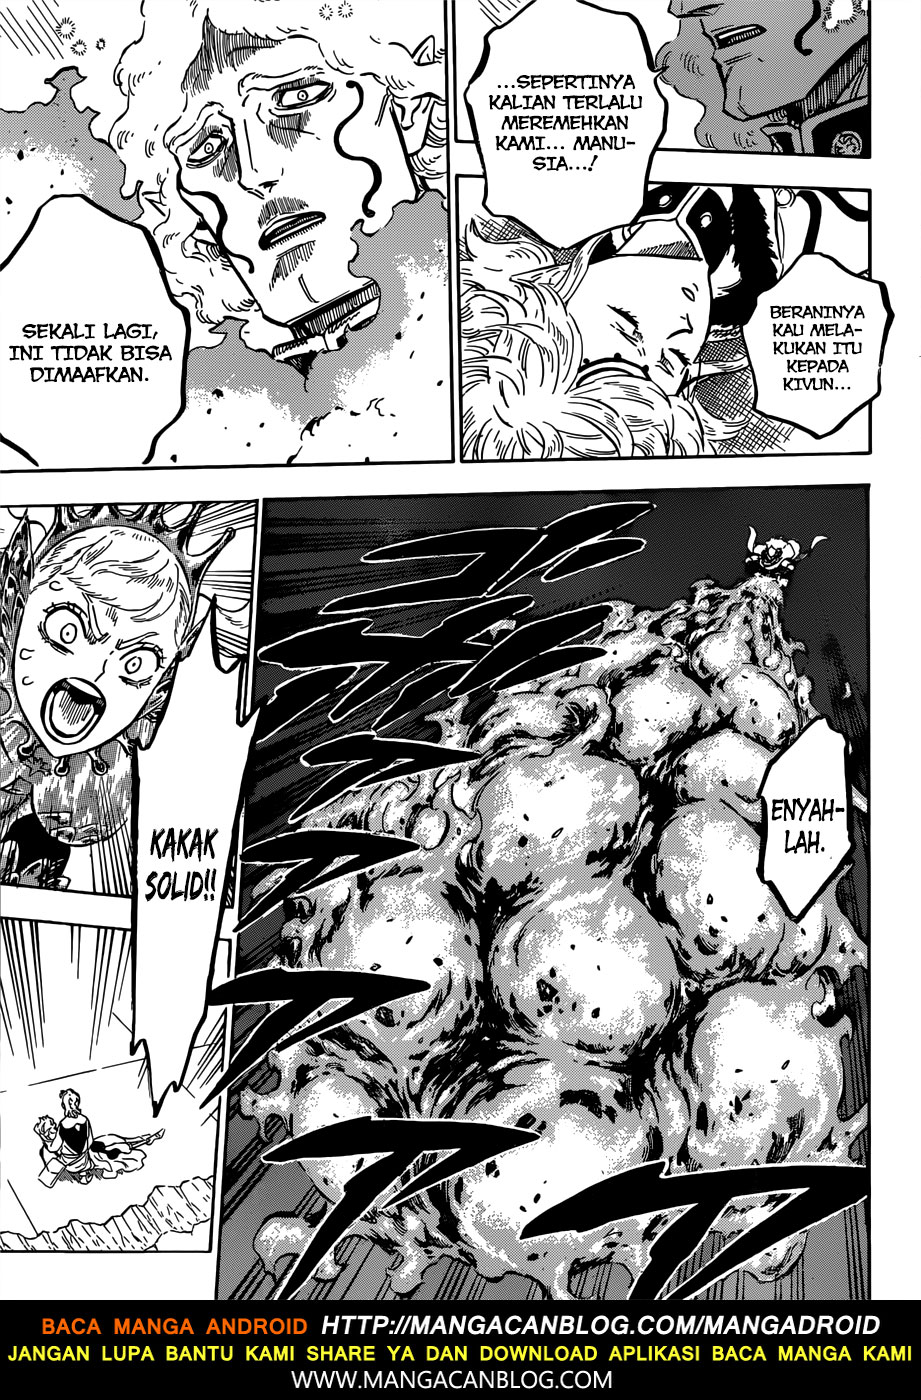 ...SEPERTINYA
KALIAN TERLALU
MEREMEHKAN
KAMI... MANU-
SIA...!
BERANINYA
KAU MELA-
KUKAN ITU
KEPADA
KIVUN...
SEKALI LAGI,
INI TIDAK BISA
DIMAAFKAN.
ENYAH-
LAH.
KAKAK
SOLID!!
BACA MANGA ANDROID HTTP://MANGACANBLOG.COM/MANGADROID
JANGAN LUPA BANTU KAMI SHARE YA DAN DOWNLOAD APLIKASI BACA MANGA KAMI
WWW.MANGACANBLOG.COM